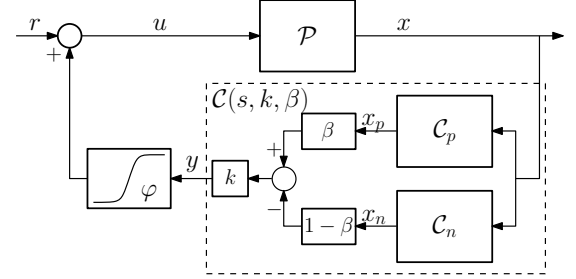 r u 𝒫 x
+
𝒞(s, k, β)
β x_p 𝒞_p
+
y k
φ
−
1 − β x_n 𝒞_n